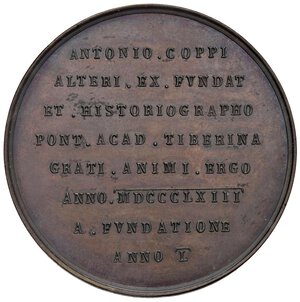 ANTONIO . COPPI
ALTERI . EX . FVNDAT
ET . HISTORIOGRAPHO
PONT . ACAD . TIBERINA
GRATI . ANIMI . ERGO
ANNO . MDCCCLXIII
A . FVNDATIONE
ANNO L